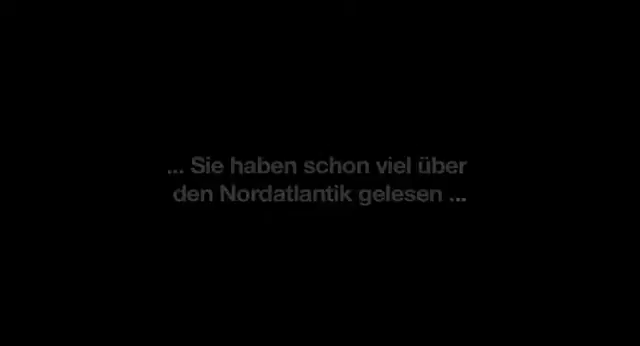 ... Sie haben schon viel über
den Nordatlantik gelesen ...